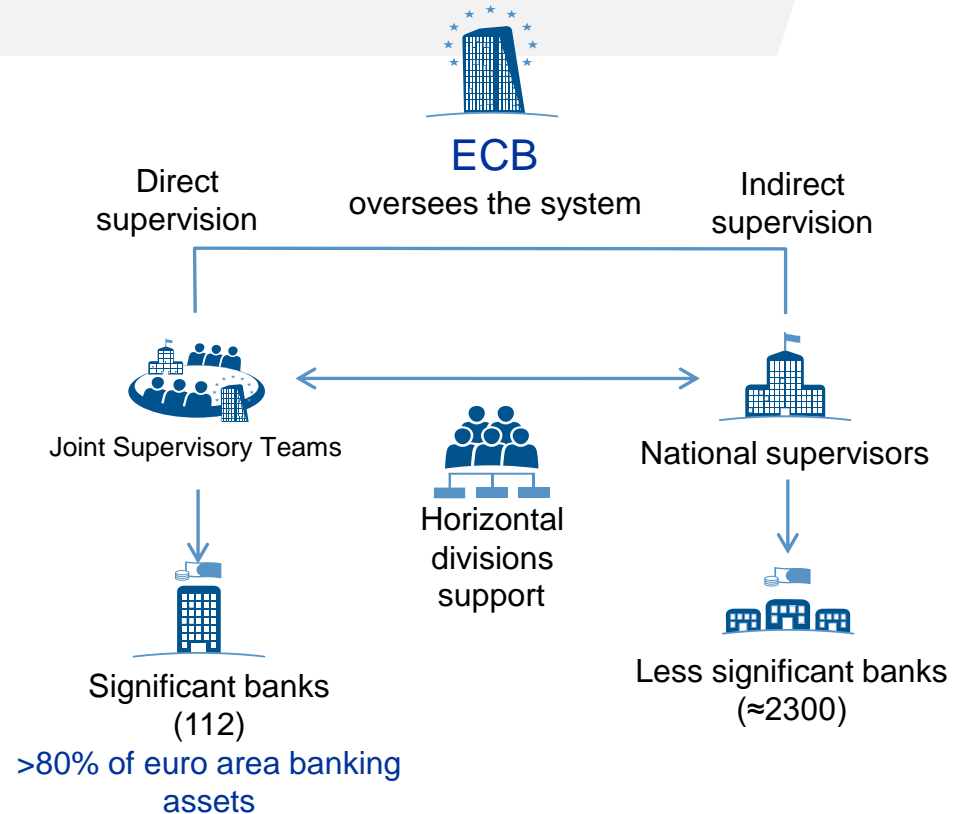 ECB
oversees the system
Direct
supervision
Indirect
supervision
Joint Supervisory Teams
National supervisors
Horizontal
divisions
support
Significant banks
(112)
>80% of euro area banking
assets
Less significant banks
(≈2300)